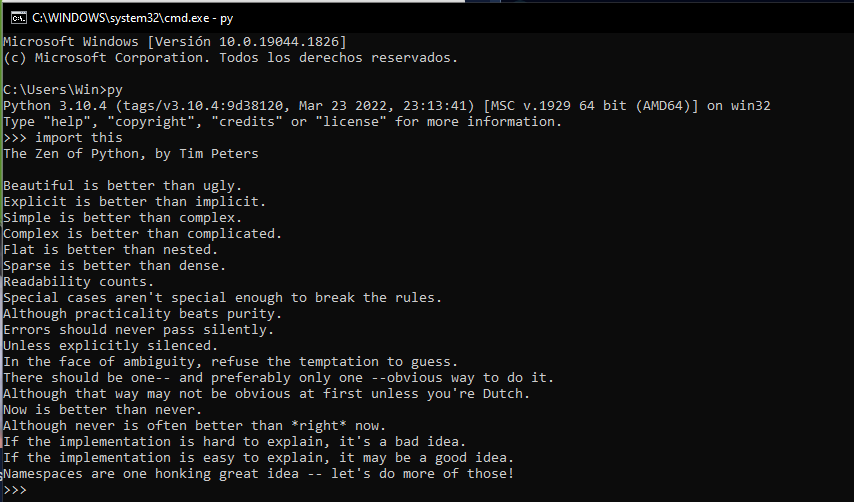 C:\WINDOWS\system32\cmd.exe - py
Microsoft Windows [Versión 10.0.19044.1826]
(c) Microsoft Corporation. Todos los derechos reservados.
C:\Users\Win>py
Python 3.10.4 (tags/v3.10.4:9d38120, Mar 23 2022, 23:13:41) [MSC v.1929 64 bit (AMD64)] on win32
Type "help", "copyright", "credits" or "license" for more information.
>>> import this
The Zen of Python, by Tim Peters
Beautiful is better than ugly.
Explicit is better than implicit.
Simple is better than complex.
Complex is better than complicated.
Flat is better than nested.
Sparse is better than dense.
Readability counts.
Special cases aren't special enough to break the rules.
Although practicality beats purity.
Errors should never pass silently.
Unless explicitly silenced.
In the face of ambiguity, refuse the temptation to guess.
There should be one-- and preferably only one --obvious way to do it.
Although that way may not be obvious at first unless you're Dutch.
Now is better than never.
Although never is often better than *right* now.
If the implementation is hard to explain, it's a bad idea.
If the implementation is easy to explain, it may be a good idea.
Namespaces are one honking great idea -- let's do more of those!
>>>